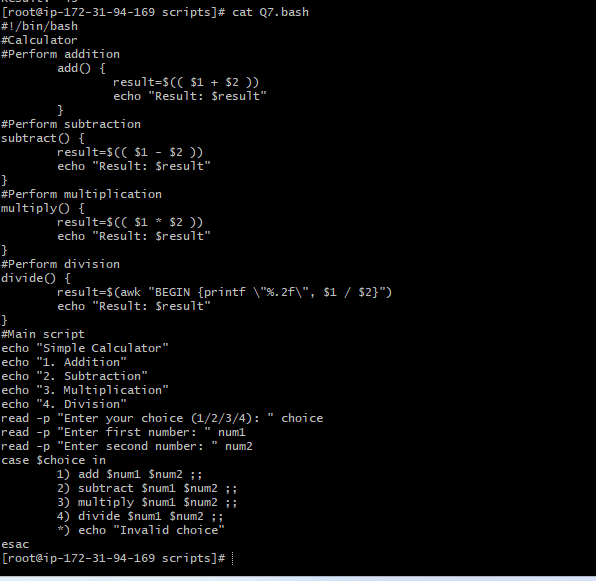 [root@ip-172-31-94-169 scripts]# cat Q7.bash
#!/bin/bash
#Calculator
#Perform addition
        add() {
                result=$(( $1 + $2 ))
                echo "Result: $result"
        }
#Perform subtraction
subtract() {
        result=$(( $1 - $2 ))
        echo "Result: $result"
}
#Perform multiplication
multiply() {
        result=$(( $1 * $2 ))
        echo "Result: $result"
}
#Perform division
divide() {
        result=$(awk "BEGIN {printf \"%.2f\", $1 / $2}")
        echo "Result: $result"
}
#Main script
echo "Simple Calculator"
echo "1. Addition"
echo "2. Subtraction"
echo "3. Multiplication"
echo "4. Division"
read -p "Enter your choice (1/2/3/4): " choice
read -p "Enter first number: " num1
read -p "Enter second number: " num2
case $choice in
        1) add $num1 $num2 ;;
        2) subtract $num1 $num2 ;;
        3) multiply $num1 $num2 ;;
        4) divide $num1 $num2 ;;
        *) echo "Invalid choice"
esac
[root@ip-172-31-94-169 scripts]#